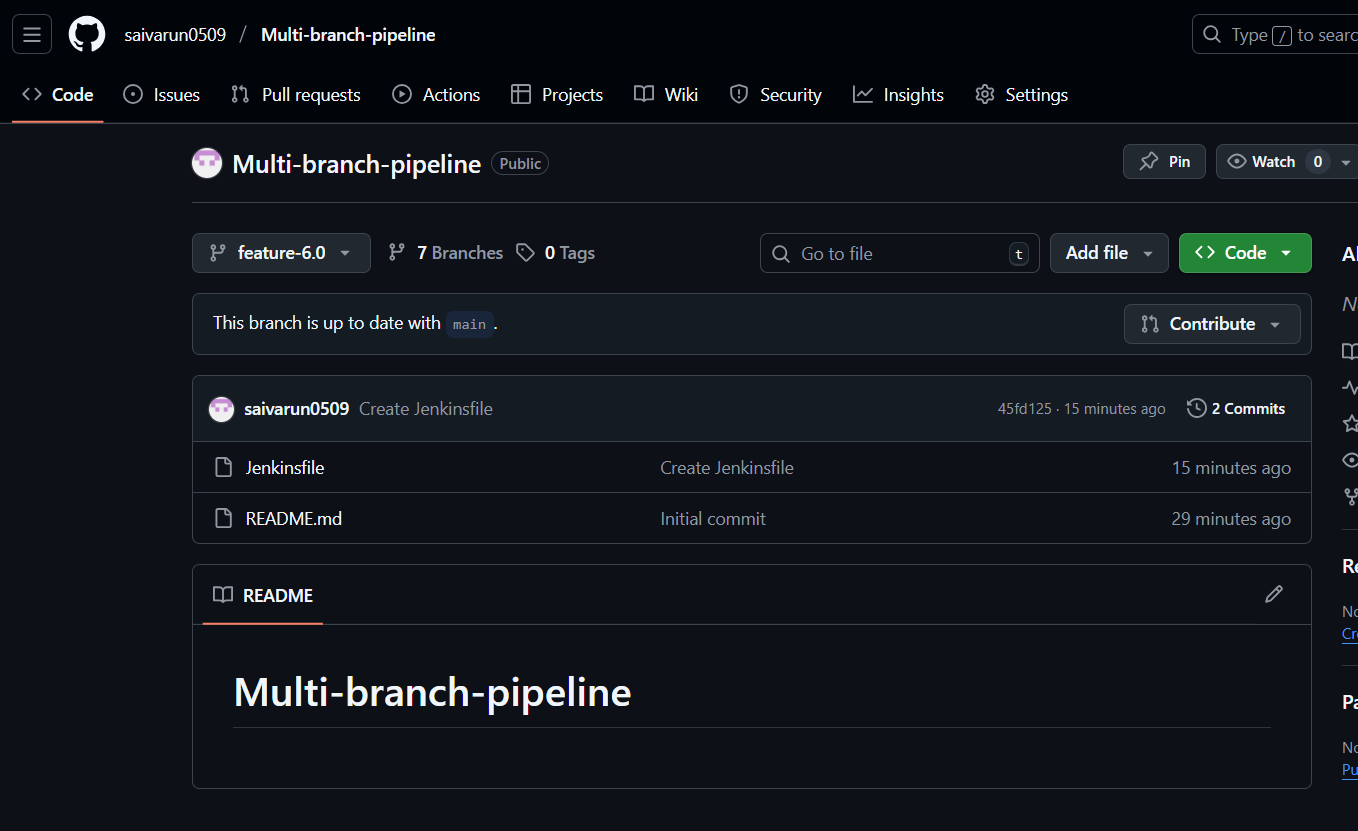 saivarun0509 / Multi-branch-pipeline
Type / to searc
Code Issues Pull requests Actions Projects Wiki Security Insights Settings
Multi-branch-pipeline Public
Pin Watch 0
feature-6.0 7 Branches 0 Tags Go to file t Add file Code
This branch is up to date with main .
Contribute
saivarun0509 Create Jenkinsfile 45fd125 · 15 minutes ago 2 Commits
Jenkinsfile Create Jenkinsfile 15 minutes ago
README.md Initial commit 29 minutes ago
README
Multi-branch-pipeline